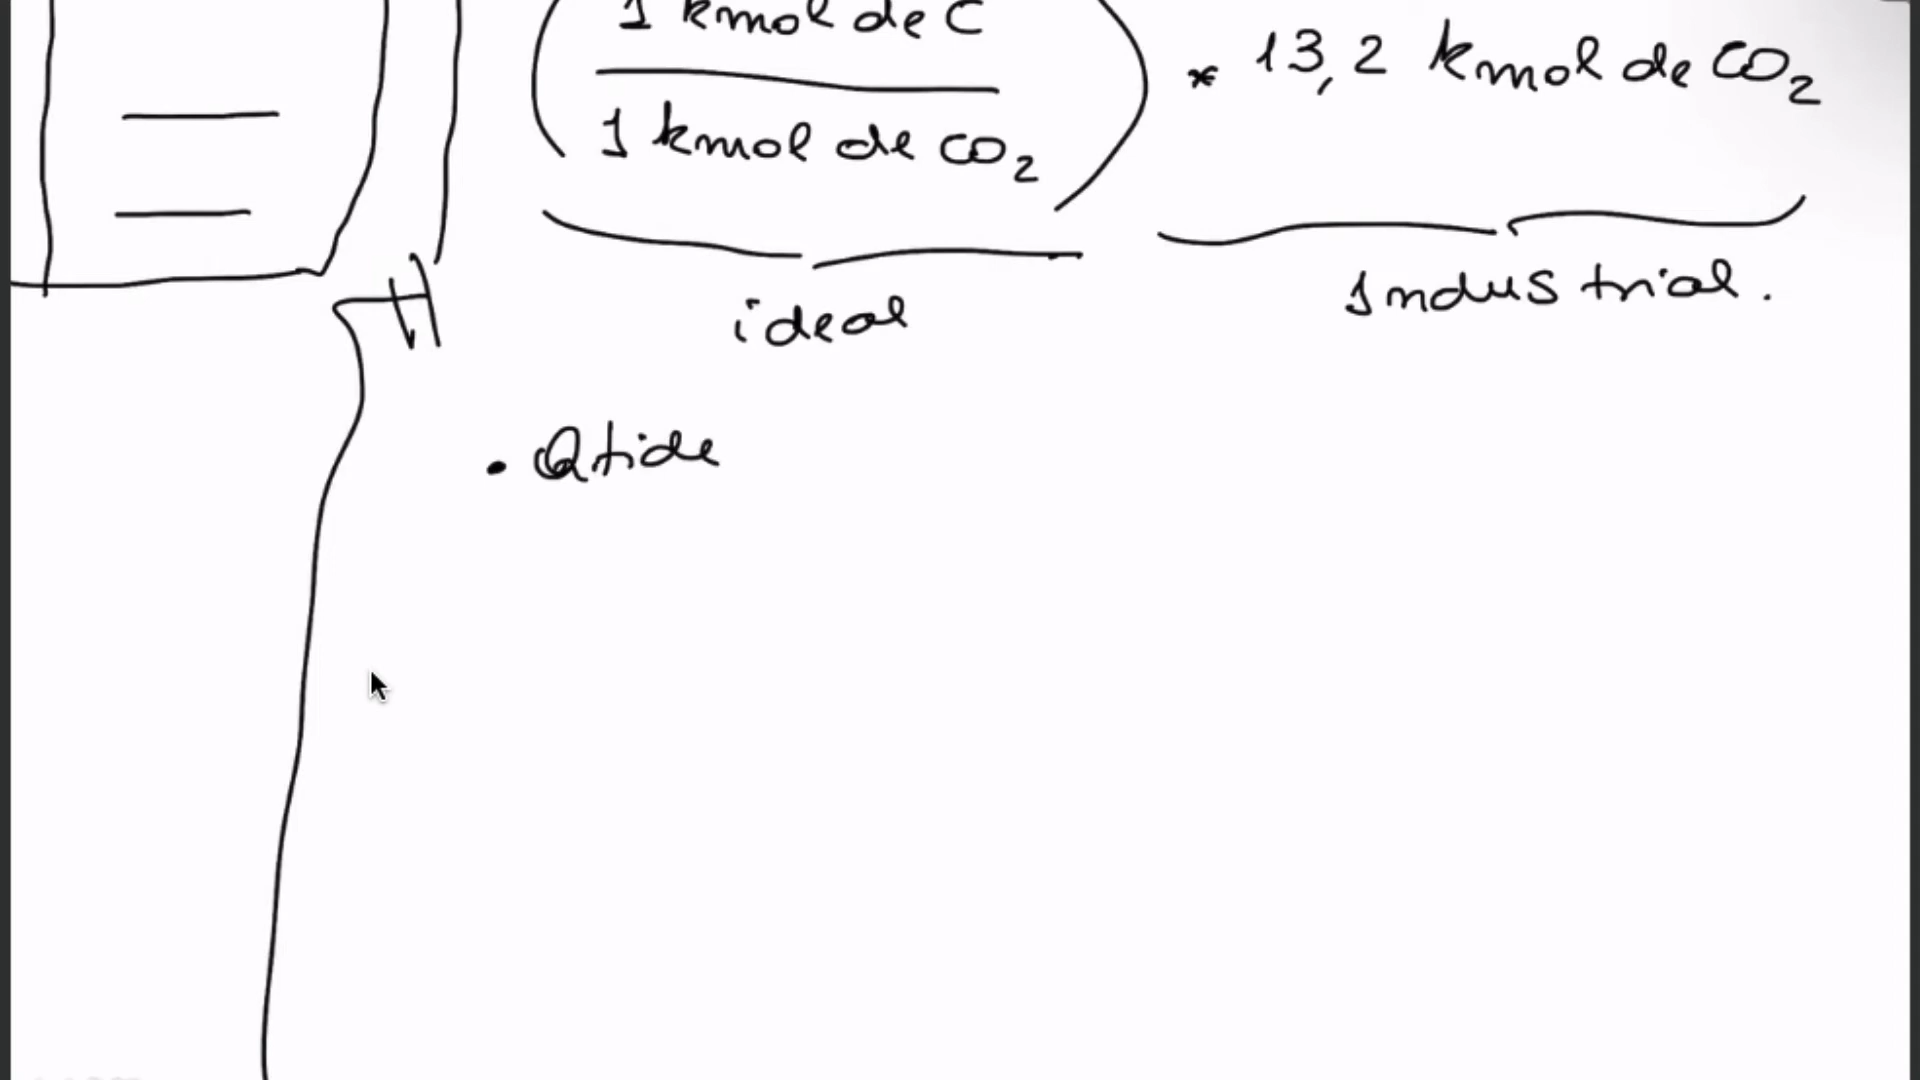 1 kmol de C
1 kmol de CO₂
* 13,2 kmol de CO₂
ideal
Industrial.
• Qtide